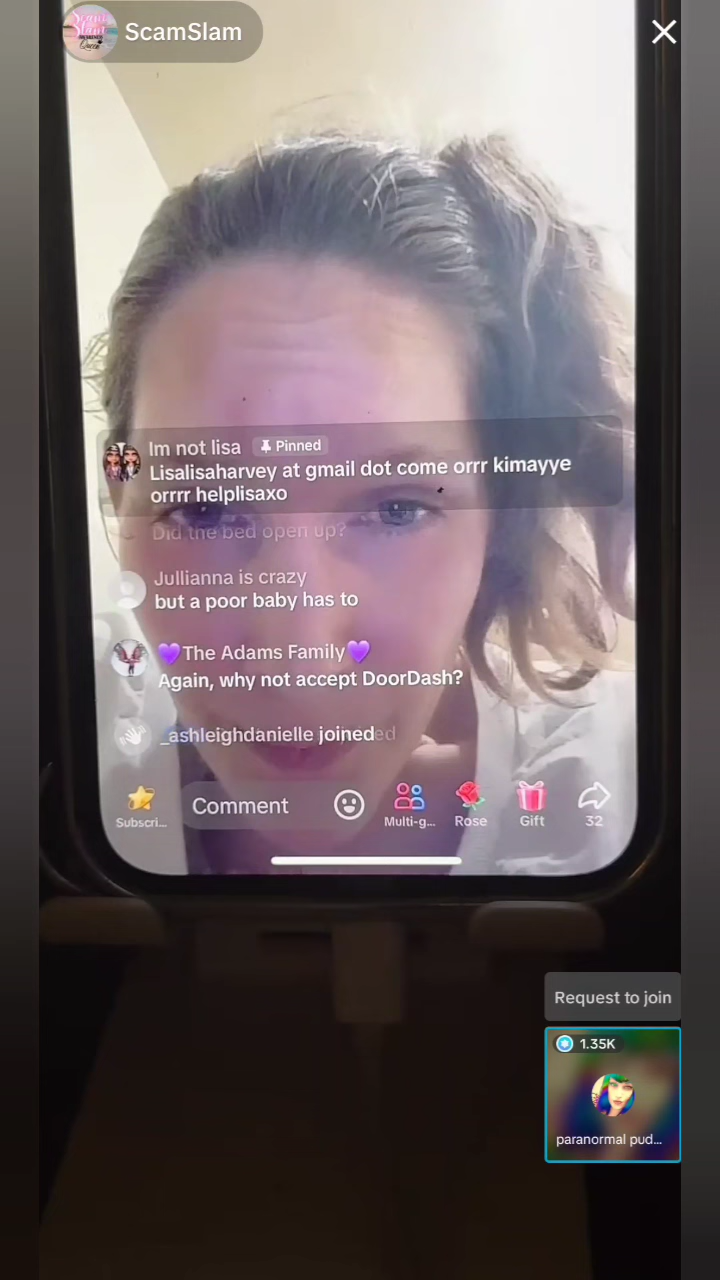 ScamSlam
Im not lisa
Pinned
Lisalisaharvey at gmail dot come orrr kimayye
orrrr helplisaxo
Did the bed open up?
Jullianna is crazy
but a poor baby has to
💜The Adams Family💜
Again, why not accept DoorDash?
_ashleighdanielle joined
Subscri...
Comment
Multi-g...
Rose
Gift
32
Request to join
1.35K
paranormal pud...